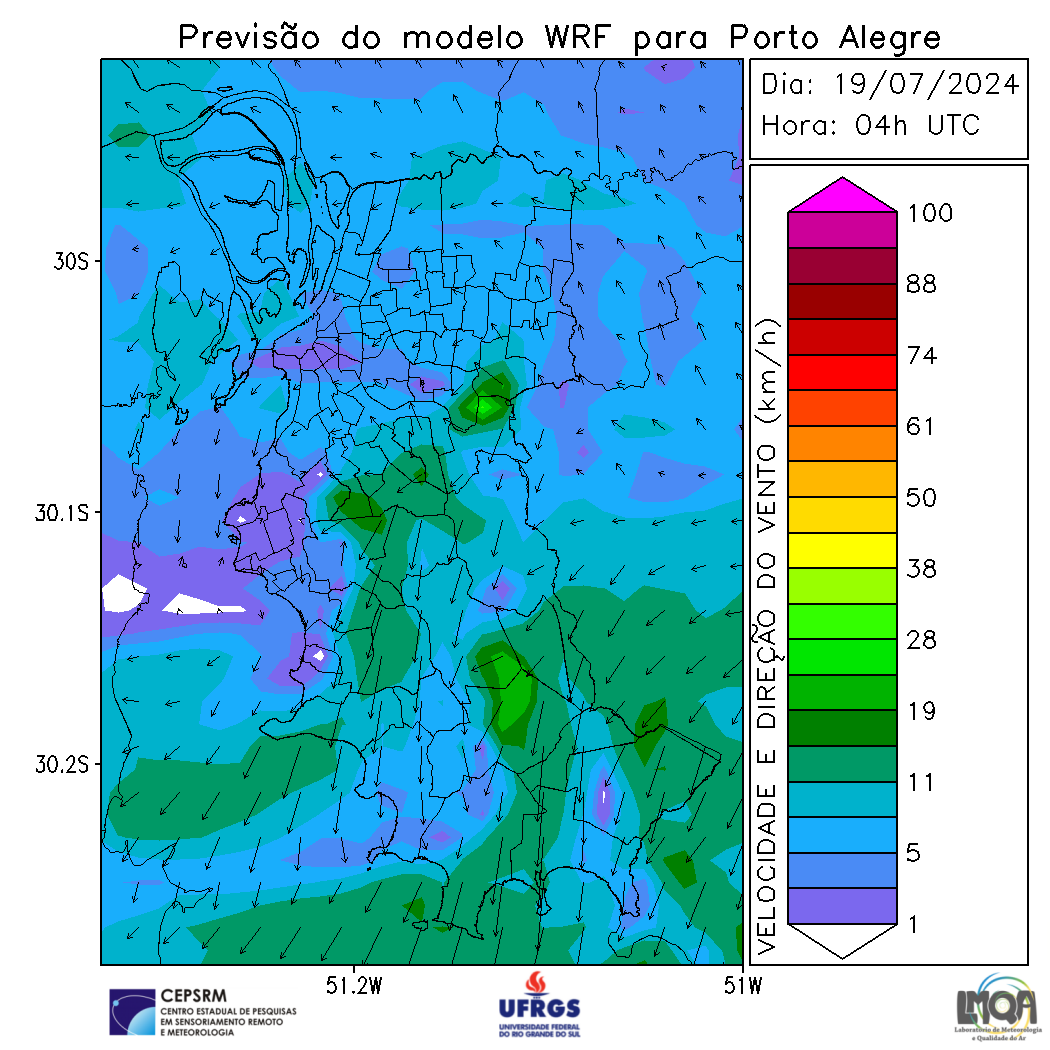 Previsão do modelo WRF para Porto Alegre
Dia: 19/07/2024
Hora: 04h UTC
30S
30.1S
30.2S
51.2W
51W
VELOCIDADE E DIREÇÃO DO VENTO (km/h)
100
88
74
61
50
38
28
19
11
5
1
CEPSRM
CENTRO ESTADUAL DE PESQUISAS
EM SENSORIAMENTO REMOTO
E METEOROLOGIA
UFRGS
UNIVERSIDADE FEDERAL
DO RIO GRANDE DO SUL
LMQA
Laboratório de Meteorologia
e Qualidade do Ar